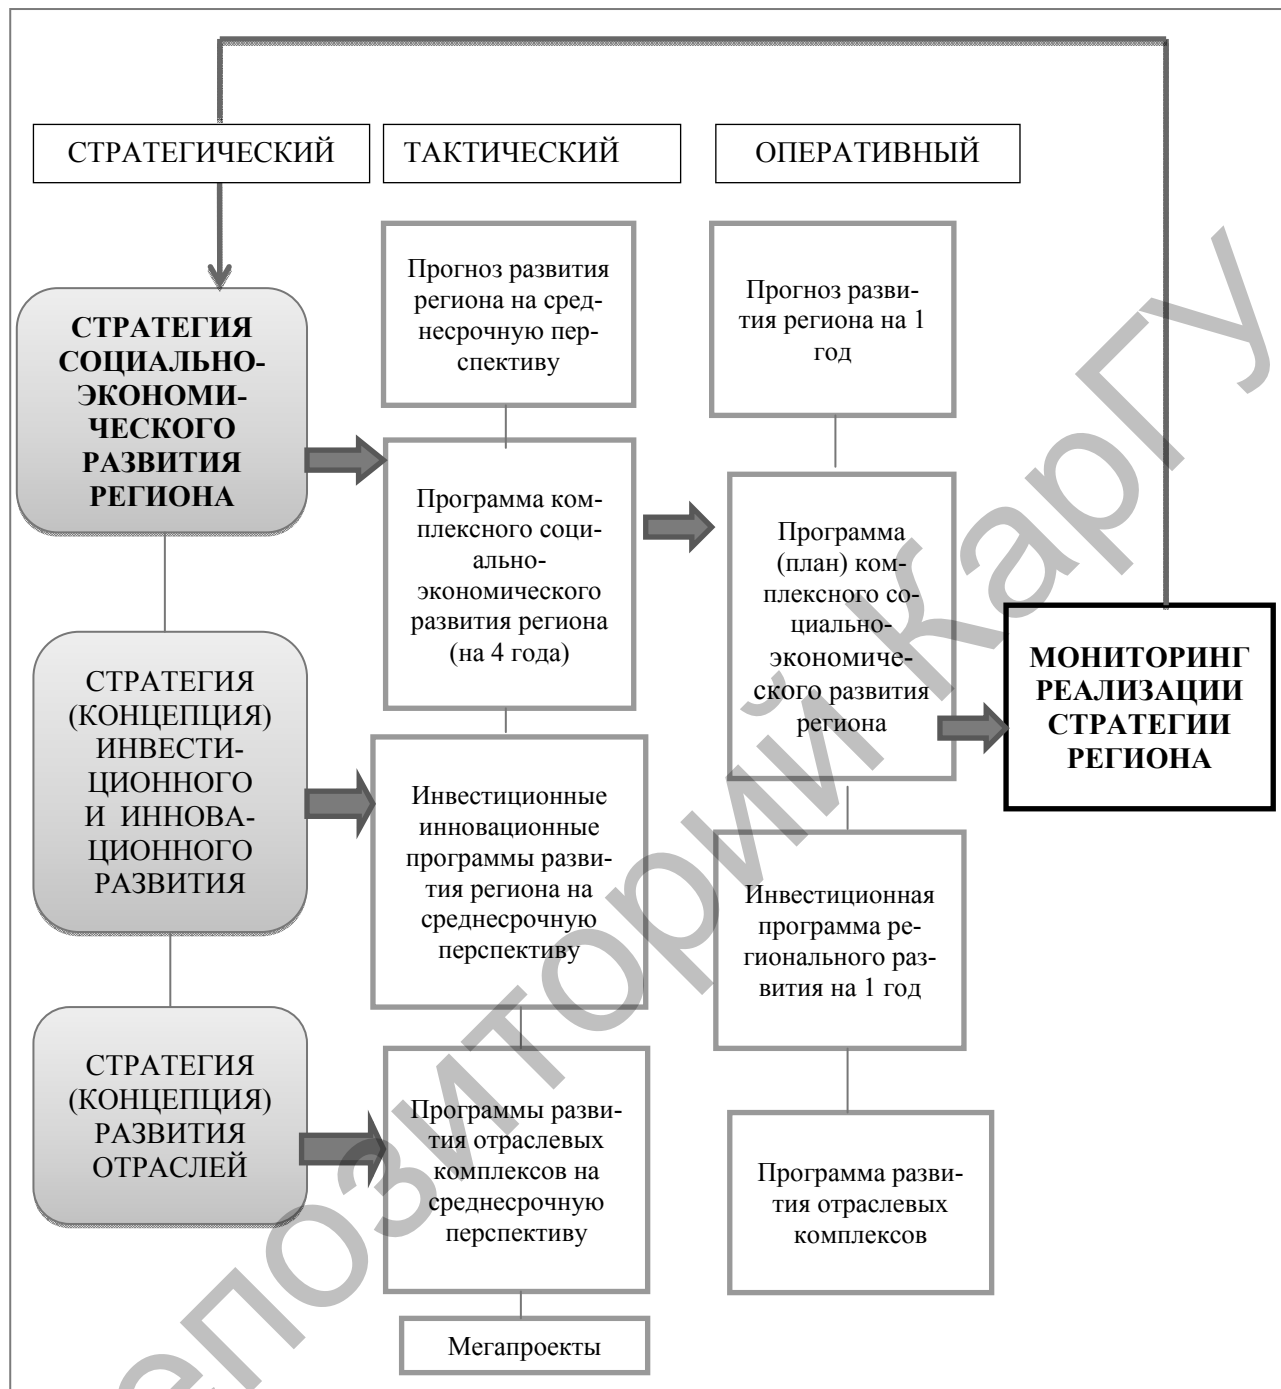 СТРАТЕГИЧЕСКИЙ
ТАКТИЧЕСКИЙ
ОПЕРАТИВНЫЙ
СТРАТЕГИЯ
СОЦИАЛЬНО-
ЭКОНОМИ-
ЧЕСКОГО
РАЗВИТИЯ
РЕГИОНА
СТРАТЕГИЯ
(КОНЦЕПЦИЯ)
ИНВЕСТИ-
ЦИОННОГО
И ИННОВА-
ЦИОННОГО
РАЗВИТИЯ
СТРАТЕГИЯ
(КОНЦЕПЦИЯ)
РАЗВИТИЯ
ОТРАСЛЕЙ
Прогноз развития
региона на сред-
несрочную пер-
спективу
Программа ком-
плексного соци-
ально-
экономического
развития региона
(на 4 года)
Инвестиционные
инновационные
программы разви-
тия региона на
среднесрочную
перспективу
Программы разви-
тия отраслевых
комплексов на
среднесрочную
перспективу
Мегапроекты
Прогноз разви-
тия региона на 1
год
Программа
(план) ком-
плексного со-
циально-
экономиче-
ского развития
региона
Инвестиционная
программа ре-
гионального раз-
вития на 1 год
Программа разви-
тия отраслевых
комплексов
МОНИТОРИНГ
РЕАЛИЗАЦИИ
СТРАТЕГИИ
РЕГИОНА
епозиторий КарГУ